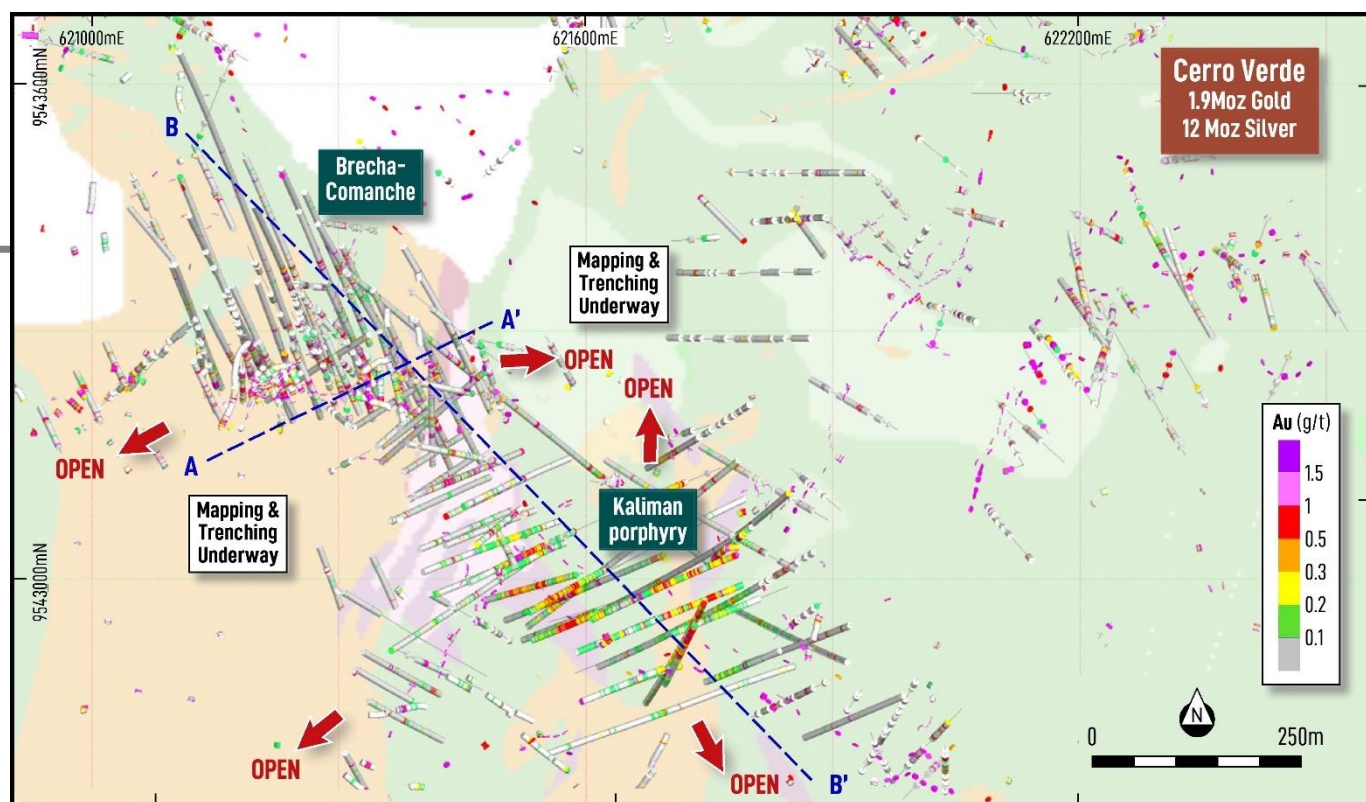 621000mE
621600mE
622200mE
9543600mN
9543000mN
Cerro Verde
1.9Moz Gold
12 Moz Silver
B
Brecha-
Comanche
Mapping &
Trenching
Underway
A'
OPEN
OPEN
OPEN
A
Mapping &
Trenching
Underway
Kaliman
porphyry
Au (g/t)
1.5
1
0.5
0.3
0.2
0.1
N
0
250m
OPEN
OPEN
B'